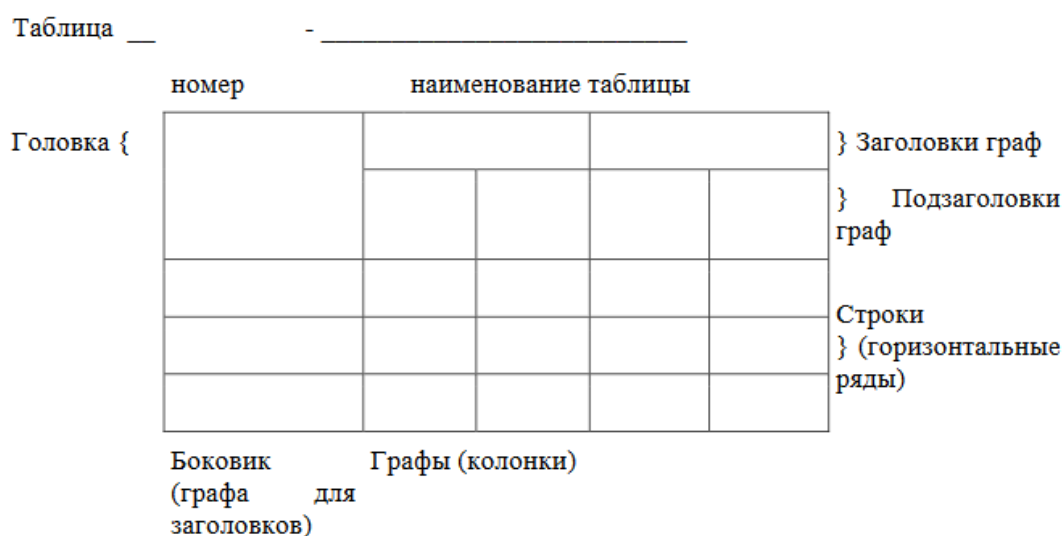 Таблица __ - __________________________
номер наименование таблицы
Головка {
} Заголовки граф
} Подзаголовки
граф
Строки
} (горизонтальные
ряды)
Боковик Графы (колонки)
(графа для
заголовков)